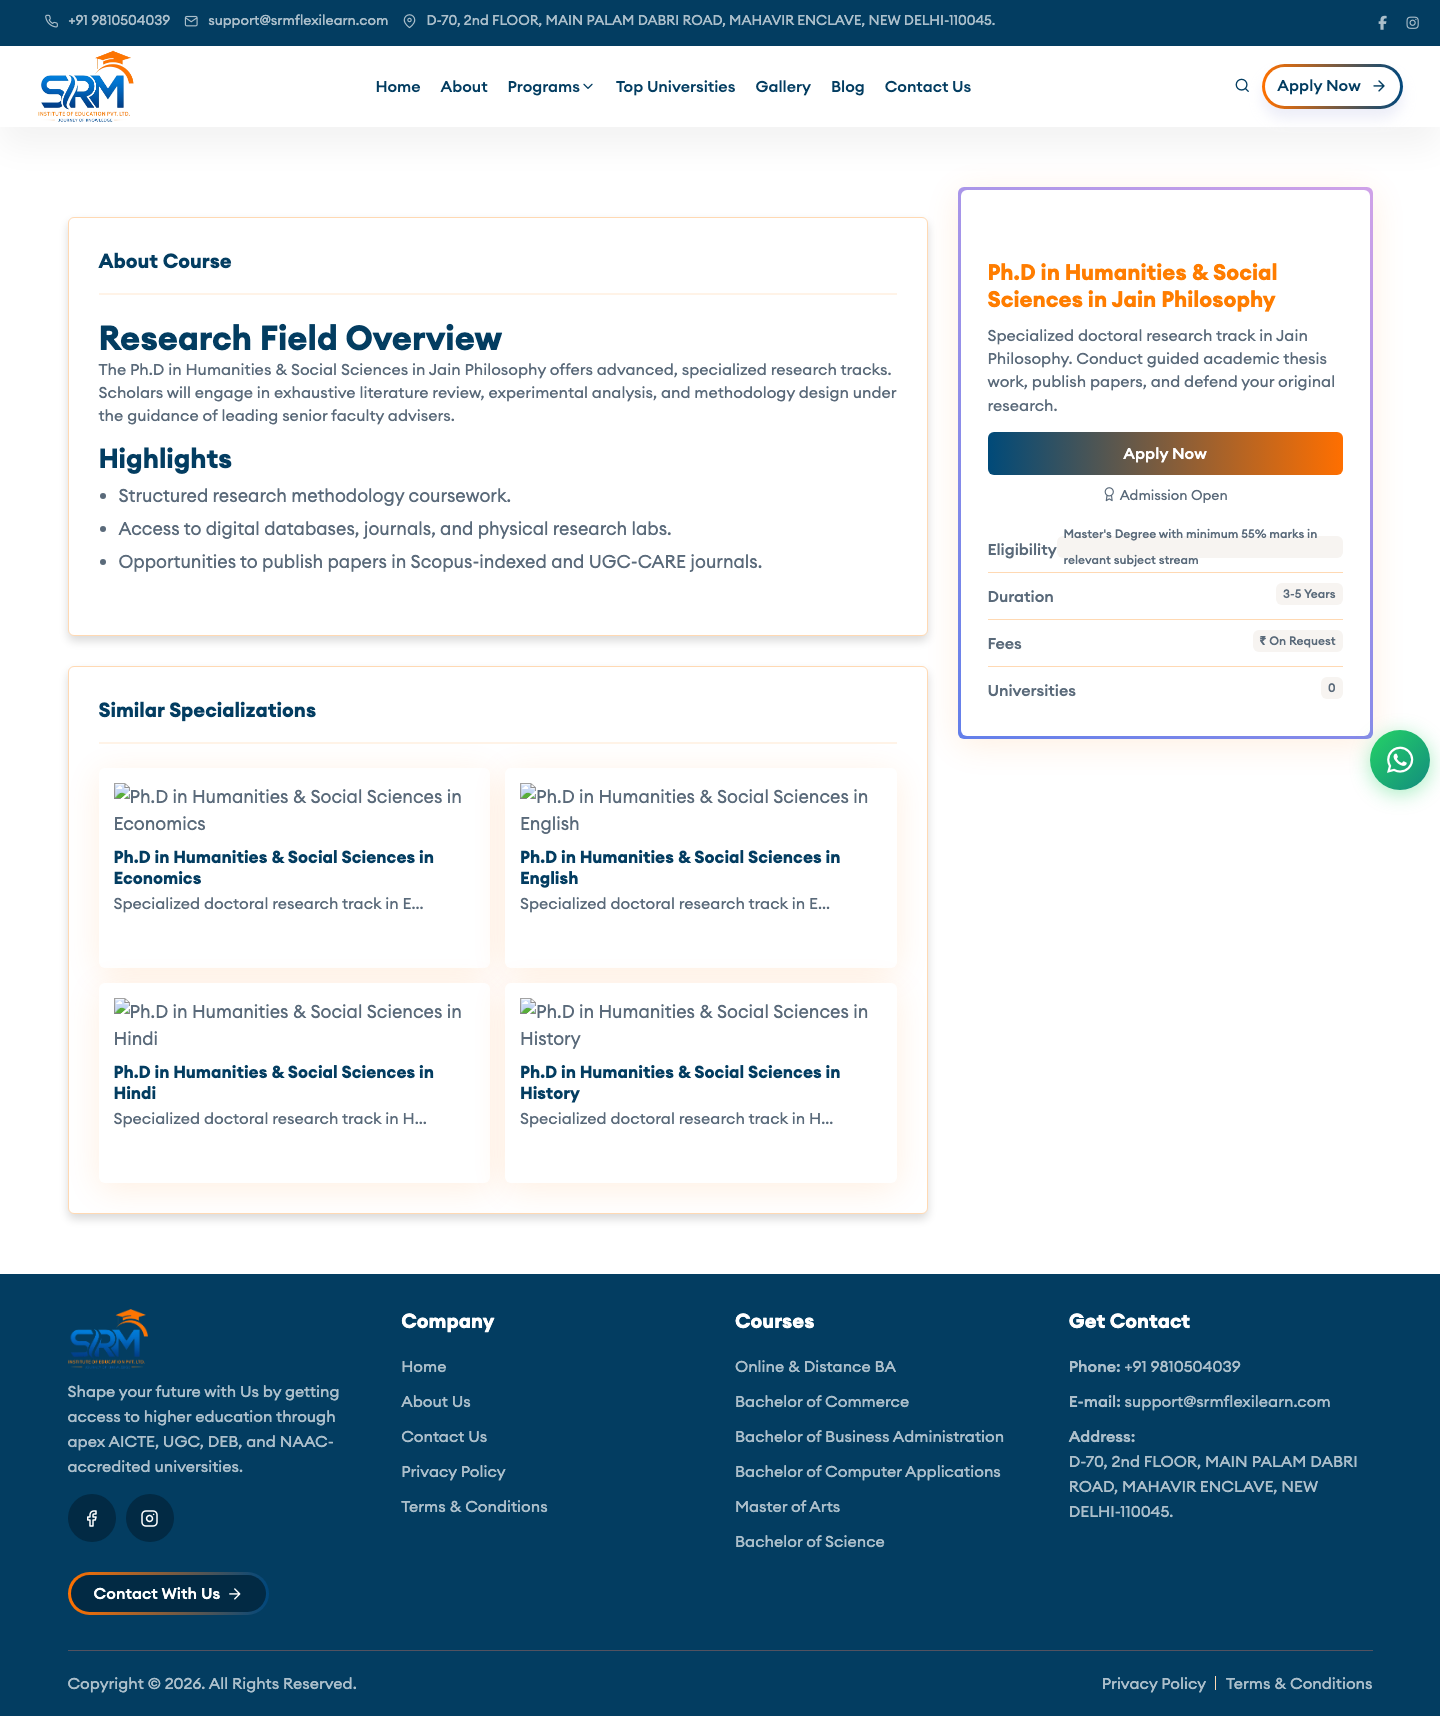 +91 9810504039 support@srmflexilearn.com D-70, 2nd FLOOR, MAIN PALAM DABRI ROAD, MAHAVIR ENCLAVE, NEW DELHI-110045.
SRM
INSTITUTE OF EDUCATION PVT. LTD.
JOURNEY OF KNOWLEDGE
Home About Programs Top Universities Gallery Blog Contact Us
Apply Now
About Course
Research Field Overview
The Ph.D in Humanities & Social Sciences in Jain Philosophy offers advanced, specialized research tracks.
Scholars will engage in exhaustive literature review, experimental analysis, and methodology design under
the guidance of leading senior faculty advisers.
Highlights
• Structured research methodology coursework.
• Access to digital databases, journals, and physical research labs.
• Opportunities to publish papers in Scopus-indexed and UGC-CARE journals.
Ph.D in Humanities & Social
Sciences in Jain Philosophy
Specialized doctoral research track in Jain
Philosophy. Conduct guided academic thesis
work, publish papers, and defend your original
research.
Apply Now
Admission Open
Eligibility Master's Degree with minimum 55% marks in
relevant subject stream
Duration 3-5 Years
Fees ₹ On Request
Universities 0
Similar Specializations
Ph.D in Humanities & Social Sciences in
Economics
Ph.D in Humanities & Social Sciences in
Economics
Specialized doctoral research track in E...
Ph.D in Humanities & Social Sciences in
English
Ph.D in Humanities & Social Sciences in
English
Specialized doctoral research track in E...
Ph.D in Humanities & Social Sciences in
Hindi
Ph.D in Humanities & Social Sciences in
Hindi
Specialized doctoral research track in H...
Ph.D in Humanities & Social Sciences in
History
Ph.D in Humanities & Social Sciences in
History
Specialized doctoral research track in H...
SRM
INSTITUTE OF EDUCATION PVT. LTD.
Shape your future with Us by getting
access to higher education through
apex AICTE, UGC, DEB, and NAAC-
accredited universities.
Contact With Us
Company
Home
About Us
Contact Us
Privacy Policy
Terms & Conditions
Courses
Online & Distance BA
Bachelor of Commerce
Bachelor of Business Administration
Bachelor of Computer Applications
Master of Arts
Bachelor of Science
Get Contact
Phone: +91 9810504039
E-mail: support@srmflexilearn.com
Address:
D-70, 2nd FLOOR, MAIN PALAM DABRI
ROAD, MAHAVIR ENCLAVE, NEW
DELHI-110045.
Copyright © 2026. All Rights Reserved.
Privacy Policy | Terms & Conditions